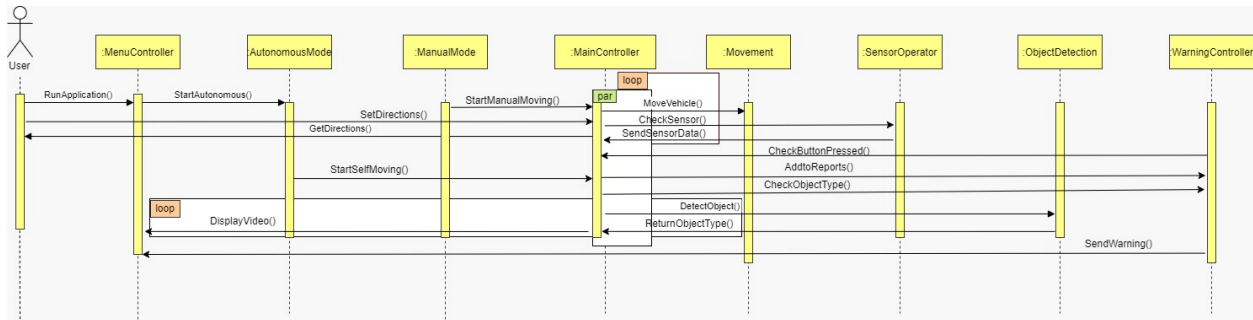 User
:MenuController
:AutonomousMode
:ManualMode
:MainController
:Movement
:SensorOperator
:ObjectDetection
:WarningController
loop
par
RunApplication()
StartAutonomous()
StartManualMoving()
MoveVehicle()
SetDirections()
CheckSensor()
GetDirections()
SendSensorData()
CheckButtonPressed()
AddtoReports()
StartSelfMoving()
CheckObjectType()
loop
DetectObject()
DisplayVideo()
ReturnObjectType()
SendWarning()